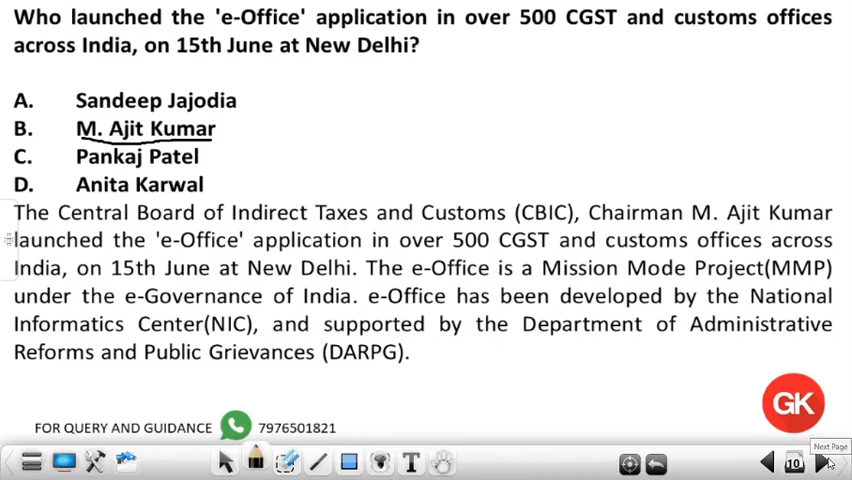 Who launched the 'e-Office' application in over 500 CGST and customs offices
across India, on 15th June at New Delhi?
A. Sandeep Jajodia
B. M. Ajit Kumar
C. Pankaj Patel
D. Anita Karwal
The Central Board of Indirect Taxes and Customs (CBIC), Chairman M. Ajit Kumar
launched the 'e-Office' application in over 500 CGST and customs offices across
India, on 15th June at New Delhi. The e-Office is a Mission Mode Project(MMP)
under the e-Governance of India. e-Office has been developed by the National
Informatics Center(NIC), and supported by the Department of Administrative
Reforms and Public Grievances (DARPG).
GK
FOR QUERY AND GUIDANCE 7976501821
Next Page
T
10